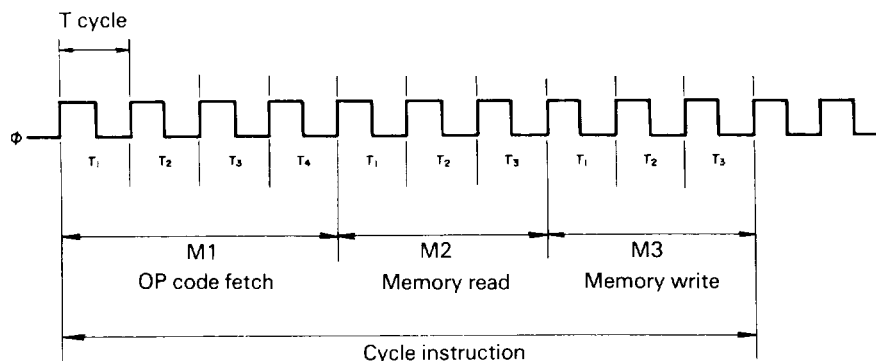 T cycle
Φ
T₁ T₂ T₃ T₄ T₁ T₂ T₃ T₁ T₂ T₃
M1 M2 M3
OP code fetch Memory read Memory write
Cycle instruction